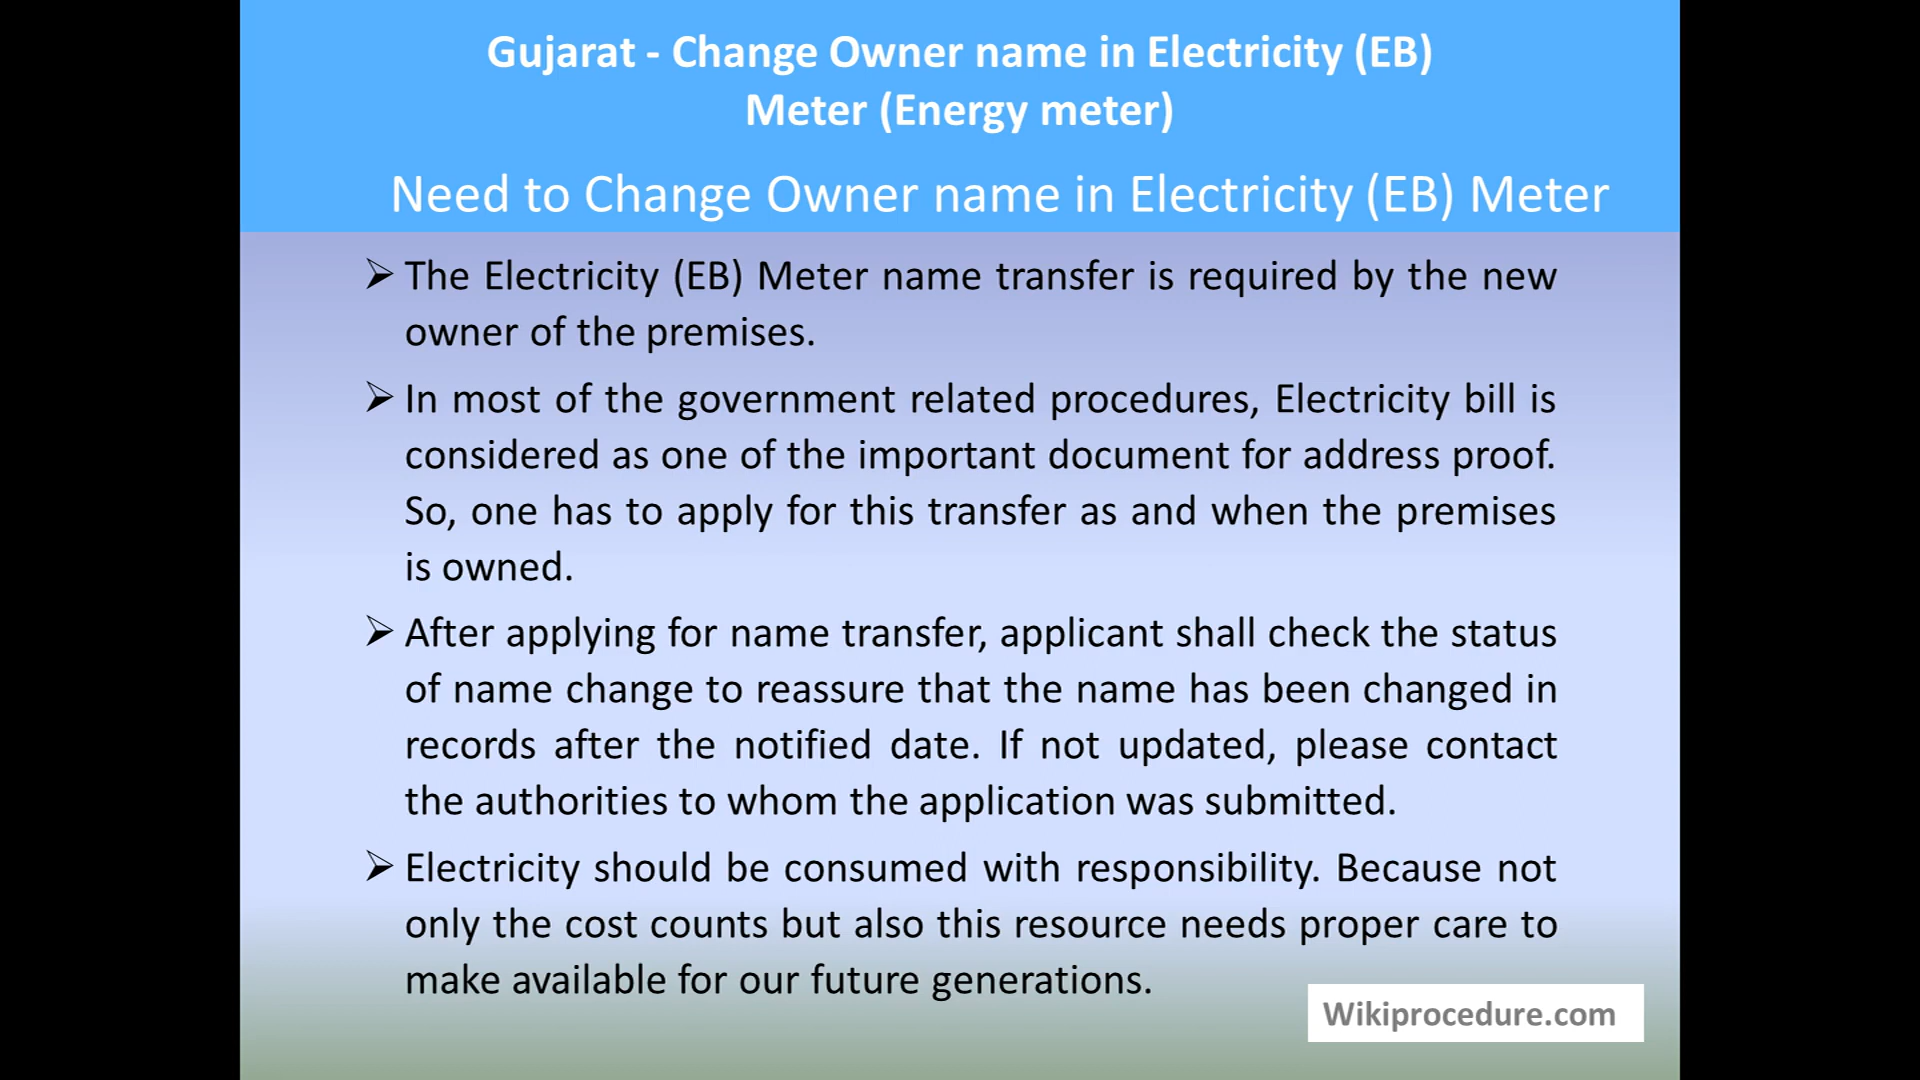 Gujarat - Change Owner name in Electricity (EB)
Meter (Energy meter)
Need to Change Owner name in Electricity (EB) Meter
➢ The Electricity (EB) Meter name transfer is required by the new
owner of the premises.
➢ In most of the government related procedures, Electricity bill is
considered as one of the important document for address proof.
So, one has to apply for this transfer as and when the premises
is owned.
➢ After applying for name transfer, applicant shall check the status
of name change to reassure that the name has been changed in
records after the notified date. If not updated, please contact
the authorities to whom the application was submitted.
➢ Electricity should be consumed with responsibility. Because not
only the cost counts but also this resource needs proper care to
make available for our future generations.
Wikiprocedure.com